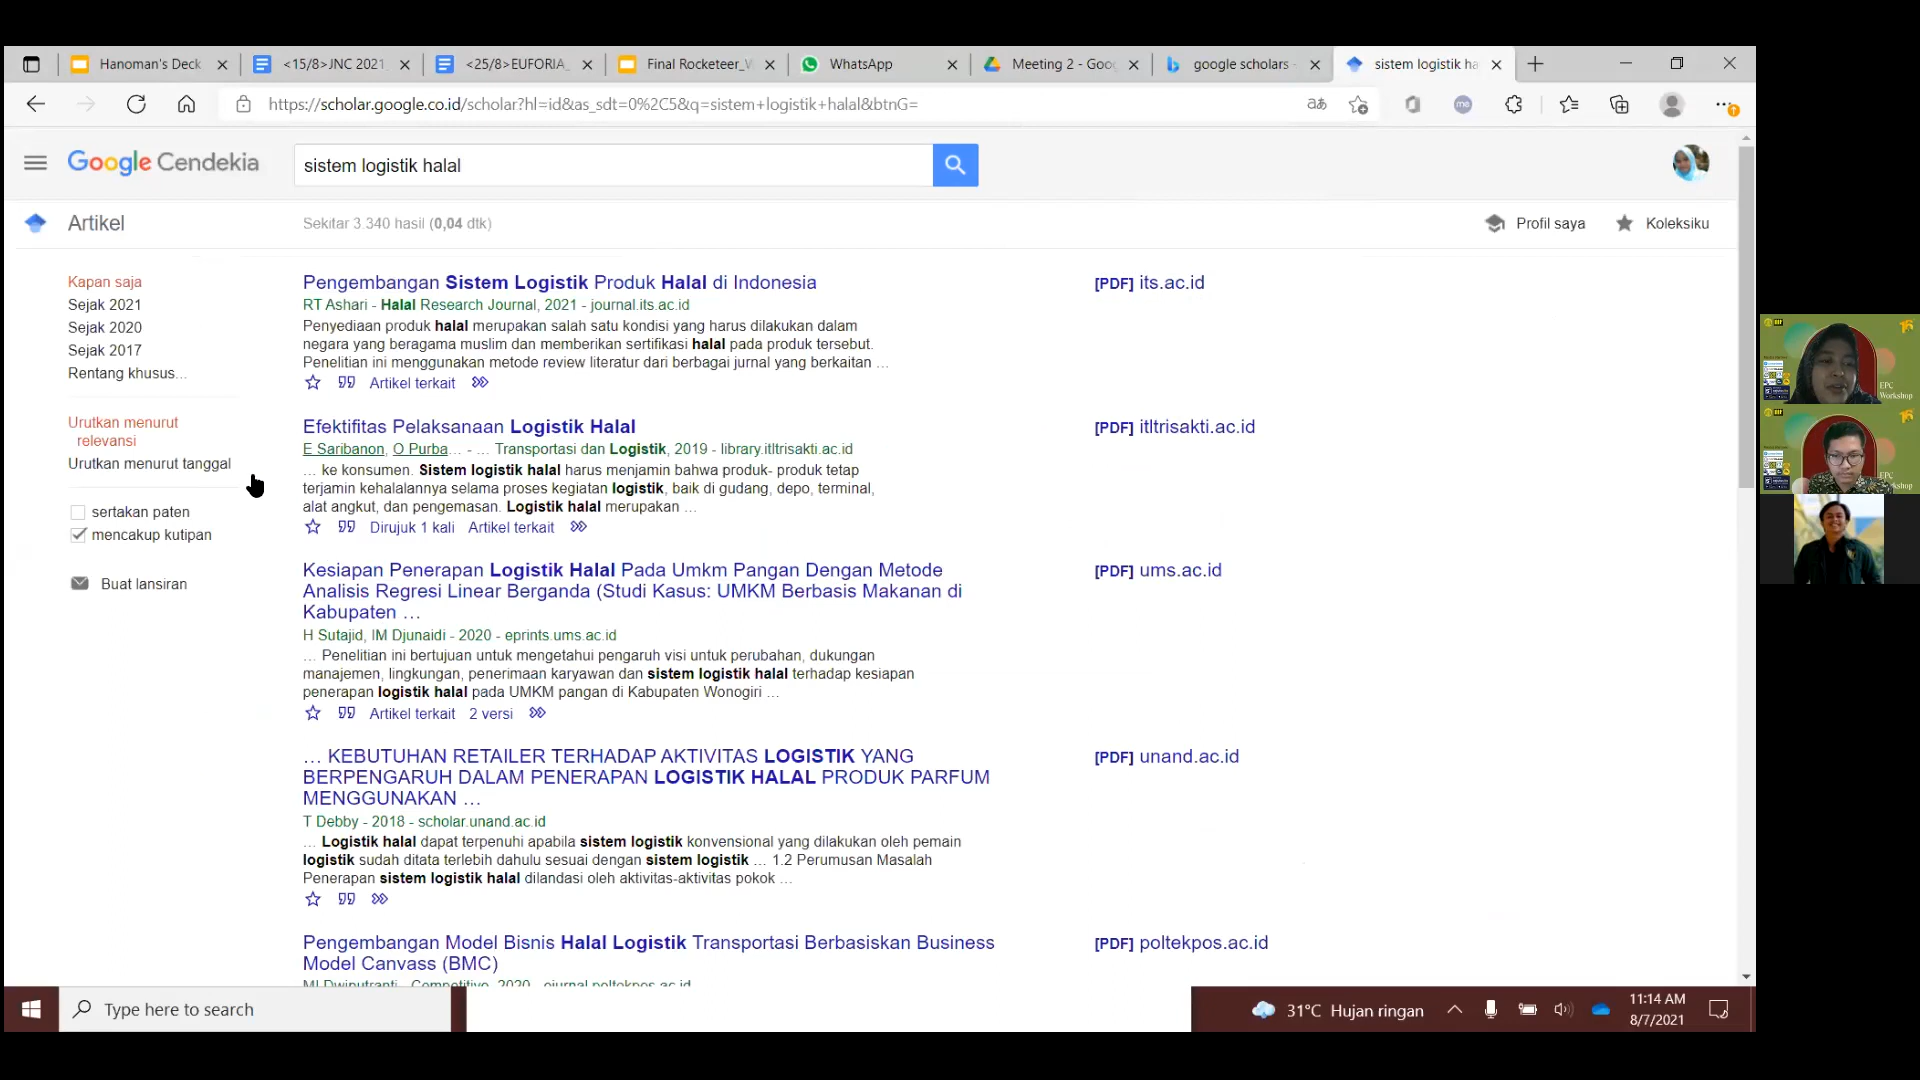 Hanoman's Deck
<15/8>JNC 2021
<25/8>EUFORIA_
Final Rocketeer_V
WhatsApp
Meeting 2 - Goo
google scholars -
sistem logistik ha
https://scholar.google.co.id/scholar?hl=id&as_sdt=0%2C5&q=sistem+logistik+halal&btnG=
Google Cendekia
sistem logistik halal
Artikel
Sekitar 3.340 hasil (0,04 dtk)
Profil saya
Koleksiku
Kapan saja
Sejak 2021
Sejak 2020
Sejak 2017
Rentang khusus...
Urutkan menurut
relevansi
Urutkan menurut tanggal
sertakan paten
mencakup kutipan
Buat lansiran
Pengembangan Sistem Logistik Produk Halal di Indonesia
[PDF] its.ac.id
RT Ashari - Halal Research Journal, 2021 - journal.its.ac.id
Penyediaan produk halal merupakan salah satu kondisi yang harus dilakukan dalam
negara yang beragama muslim dan memberikan sertifikasi halal pada produk tersebut.
Penelitian ini menggunakan metode review literatur dari berbagai jurnal yang berkaitan …
Artikel terkait
Efektifitas Pelaksanaan Logistik Halal
[PDF] itltrisakti.ac.id
E Saribanon, O Purba… - … Transportasi dan Logistik, 2019 - library.itltrisakti.ac.id
… ke konsumen. Sistem logistik halal harus menjamin bahwa produk- produk tetap
terjamin kehalalannya selama proses kegiatan logistik, baik di gudang, depo, terminal,
alat angkut, dan pengemasan. Logistik halal merupakan …
Dirujuk 1 kali Artikel terkait
Kesiapan Penerapan Logistik Halal Pada Umkm Pangan Dengan Metode
Analisis Regresi Linear Berganda (Studi Kasus: UMKM Berbasis Makanan di
Kabupaten …
[PDF] ums.ac.id
H Sutajid, IM Djunaidi - 2020 - eprints.ums.ac.id
… Penelitian ini bertujuan untuk mengetahui pengaruh visi untuk perubahan, dukungan
manajemen, lingkungan, penerimaan karyawan dan sistem logistik halal terhadap kesiapan
penerapan logistik halal pada UMKM pangan di Kabupaten Wonogiri …
Artikel terkait 2 versi
… KEBUTUHAN RETAILER TERHADAP AKTIVITAS LOGISTIK YANG
BERPENGARUH DALAM PENERAPAN LOGISTIK HALAL PRODUK PARFUM
MENGGUNAKAN …
[PDF] unand.ac.id
T Debby - 2018 - scholar.unand.ac.id
… Logistik halal dapat terpenuhi apabila sistem logistik konvensional yang dilakukan oleh pemain
logistik sudah ditata terlebih dahulu sesuai dengan sistem logistik … 1.2 Perumusan Masalah
Penerapan sistem logistik halal dilandasi oleh aktivitas-aktivitas pokok …
Pengembangan Model Bisnis Halal Logistik Transportasi Berbasiskan Business
Model Canvass (BMC)
[PDF] poltekpos.ac.id
MI Dwiputranti - Competitive, 2020 - ejurnal.poltekpos.ac.id
EPC
Workshop
EPC
kshop
Type here to search
31°C Hujan ringan
11:14 AM
8/7/2021